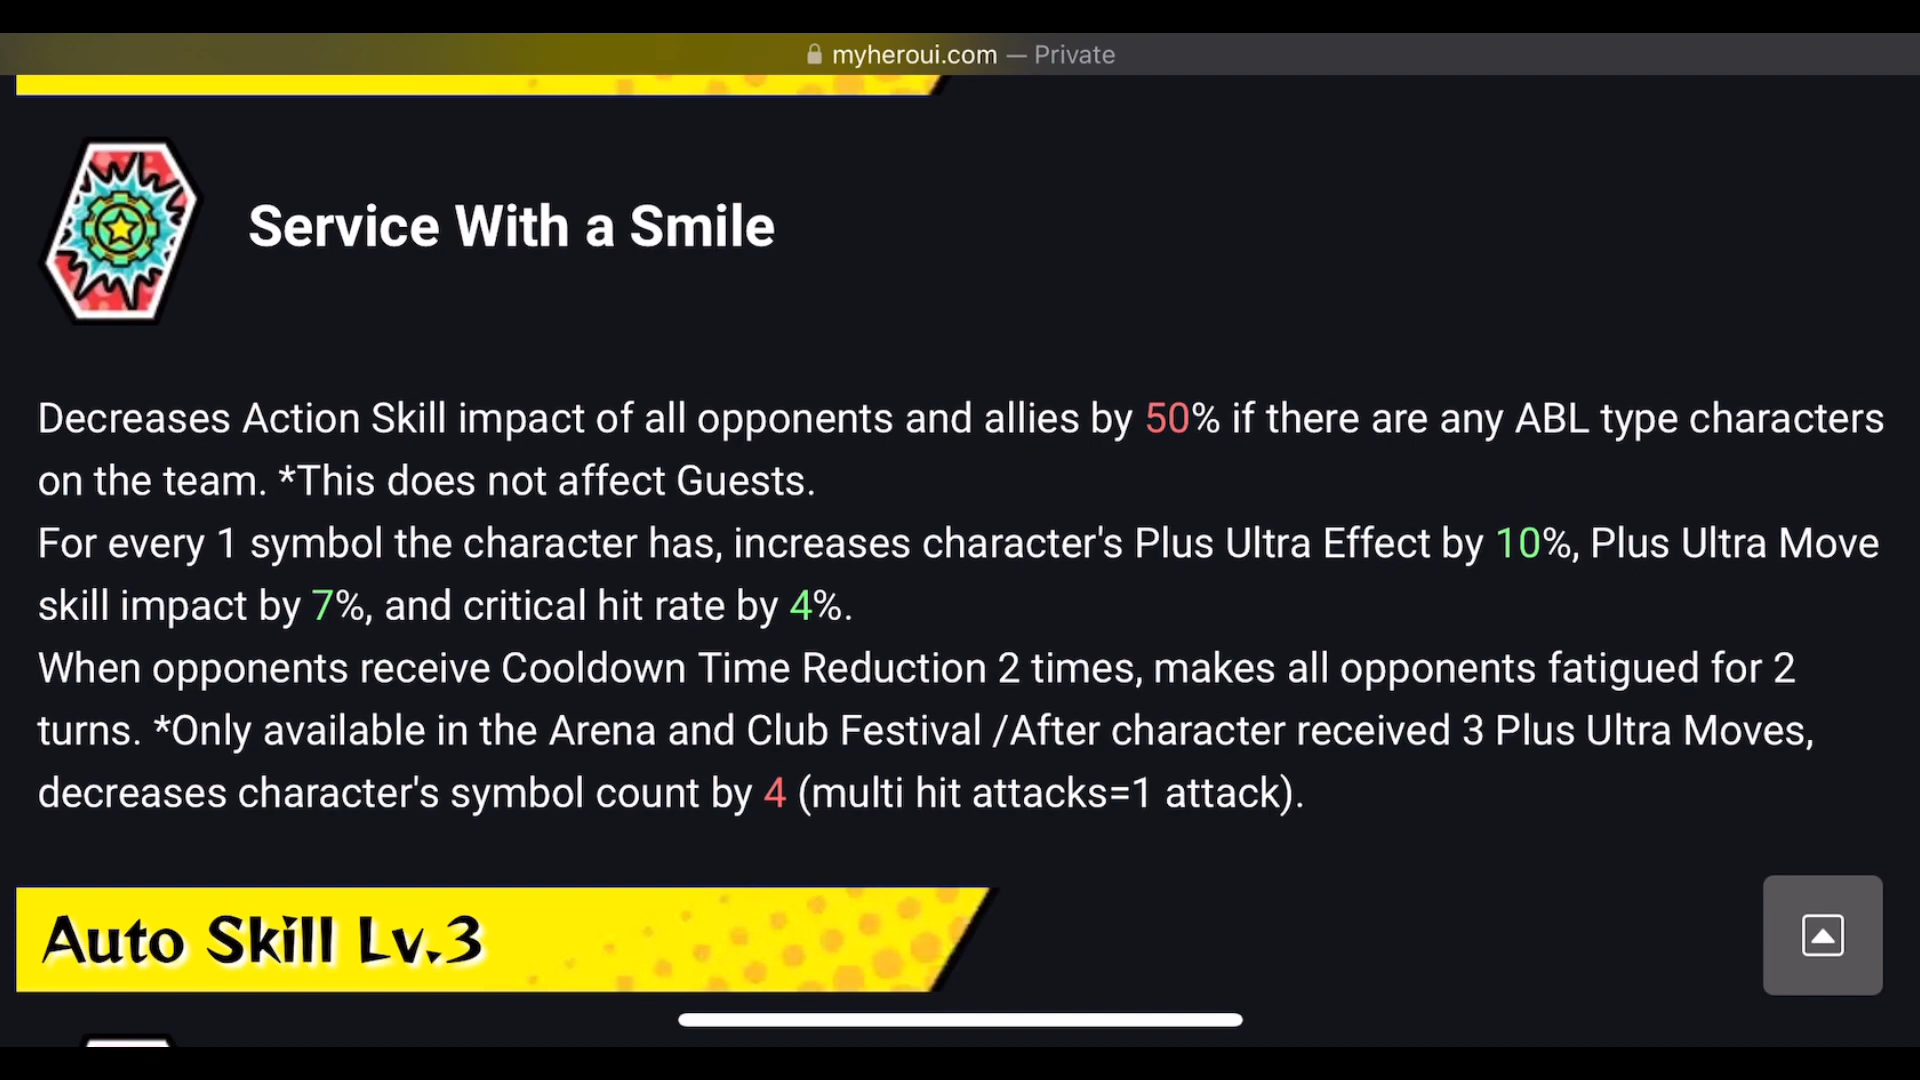 myheroui.com — Private
Service With a Smile
Decreases Action Skill impact of all opponents and allies by 50% if there are any ABL type characters
on the team. *This does not affect Guests.
For every 1 symbol the character has, increases character's Plus Ultra Effect by 10%, Plus Ultra Move
skill impact by 7%, and critical hit rate by 4%.
When opponents receive Cooldown Time Reduction 2 times, makes all opponents fatigued for 2
turns. *Only available in the Arena and Club Festival /After character received 3 Plus Ultra Moves,
decreases character's symbol count by 4 (multi hit attacks=1 attack).
Auto Skill Lv.3